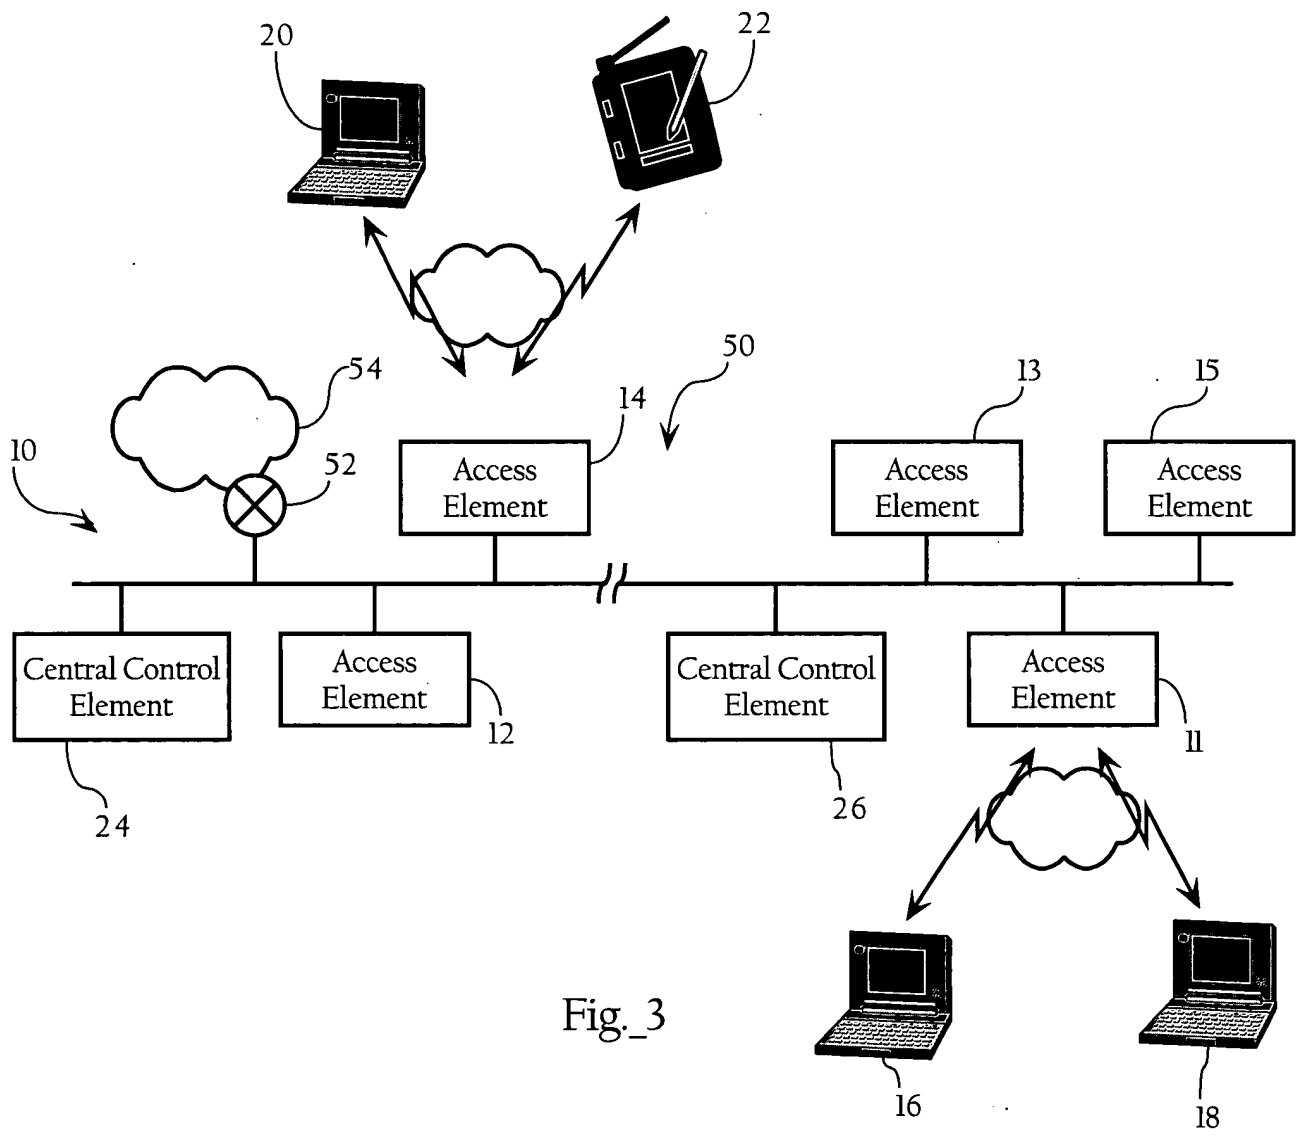 20
22
54
50
13
15
14
10
52
Access
Element
Access
Element
Access
Element
Central Control
Element
Access
Element
Central Control
Element
Access
Element
12
11
24
26
Fig._3
16
18